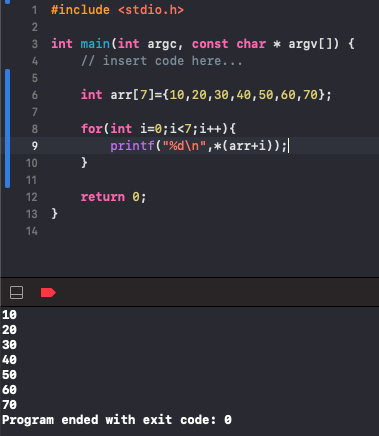 1 #include <stdio.h>
2
3 int main(int argc, const char * argv[]) {
4 // insert code here...
5
6 int arr[7]={10,20,30,40,50,60,70};
7
8 for(int i=0;i<7;i++){
9 printf("%d\n",*(arr+i));
10 }
11
12 return 0;
13 }
14
10
20
30
40
50
60
70
Program ended with exit code: 0